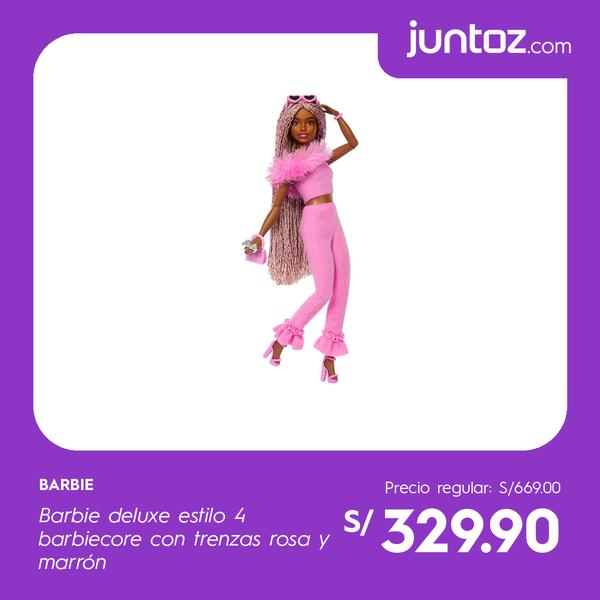 juntoz.com
BARBIE
Barbie deluxe estilo 4
barbiecore con trenzas rosa y
marrón
Precio regular: S/669.00
S/329.90